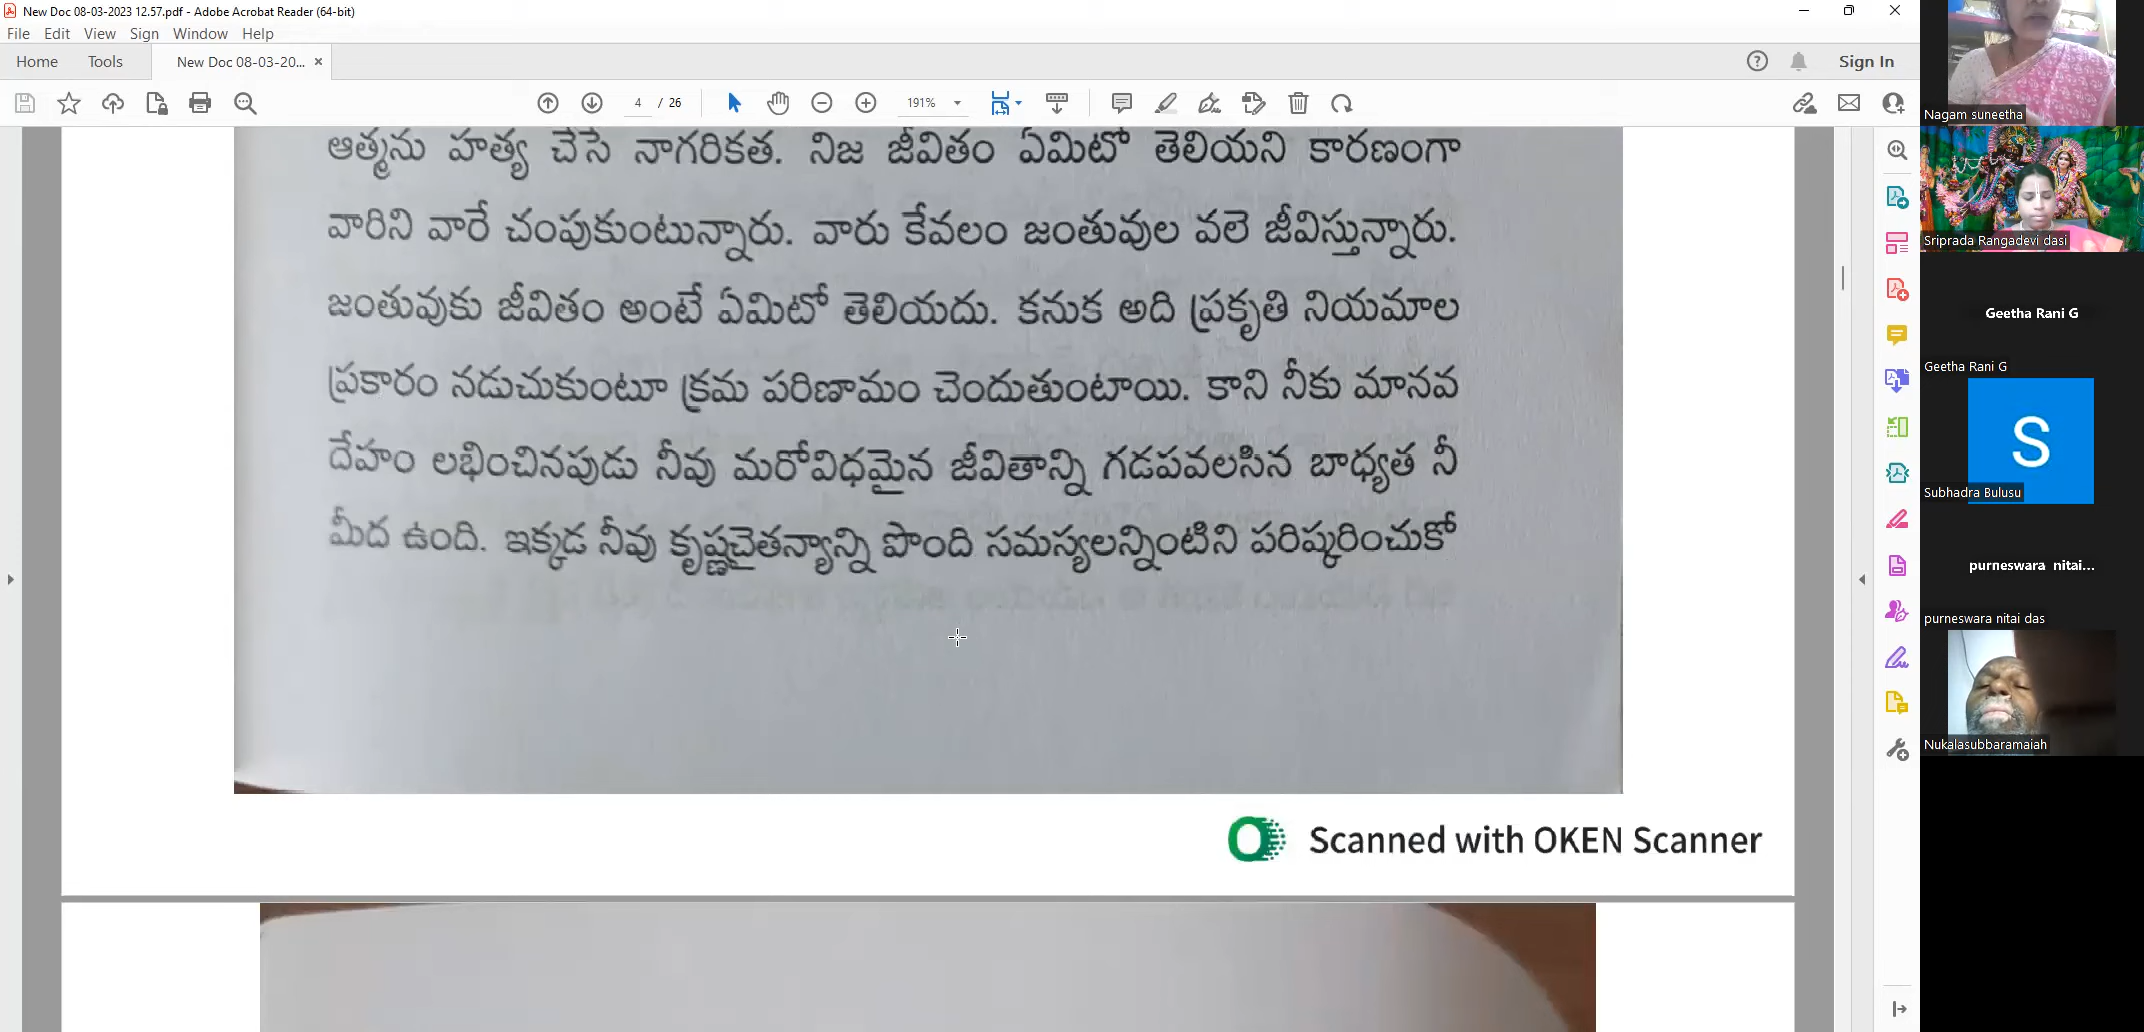 New Doc 08-03-2023 12.57.pdf - Adobe Acrobat Reader (64-bit)
File Edit View Sign Window Help
Home Tools New Doc 08-03-20... × Sign In
4 / 26 191%
ఆత్మను హత్య చేసే నాగరికత. నిజ జీవితం ఏమిటో తెలియని కారణంగా
వారిని వారే చంపుకుంటున్నారు. వారు కేవలం జంతువుల వలె జీవిస్తున్నారు.
జంతువుకు జీవితం అంటే ఏమిటో తెలియదు. కనుక అది ప్రకృతి నియమాల
ప్రకారం నడుచుకుంటూ క్రమ పరిణామం చెందుతుంటాయి. కాని నీకు మానవ
దేహం లభించినపుడు నీవు మరోవిధమైన జీవితాన్ని గడపవలసిన బాధ్యత నీ
మీద ఉంది. ఇక్కడ నీవు కృష్ణచైతన్యాన్ని పొంది సమస్యలన్నింటిని పరిష్కరించుకో
Scanned with OKEN Scanner
Nagam suneetha
Sriprada Rangadevi dasi
Geetha Rani G
Geetha Rani G
S
Subhadra Bulusu
purneswara nitai...
purneswara nitai das
Nukalasubbaramaiah